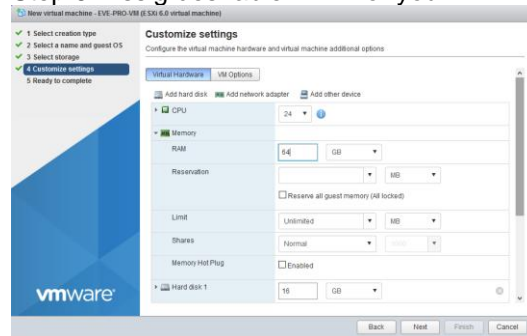 New virtual machine - EVE-PRO-VM (ESXi 6.0 virtual machine)
1 Select creation type
2 Select a name and guest OS
3 Select storage
4 Customize settings
5 Ready to complete
vmware
Customize settings
Configure the virtual machine hardware and virtual machine additional options
Virtual Hardware VM Options
Add hard disk Add network adapter Add other device
CPU 24
Memory
RAM 64 GB
Reservation MB
Reserve all guest memory (All locked)
Limit Unlimited MB
Shares Normal
Memory Hot Plug Enabled
Hard disk 1 16 GB
Back Next Finish Cancel